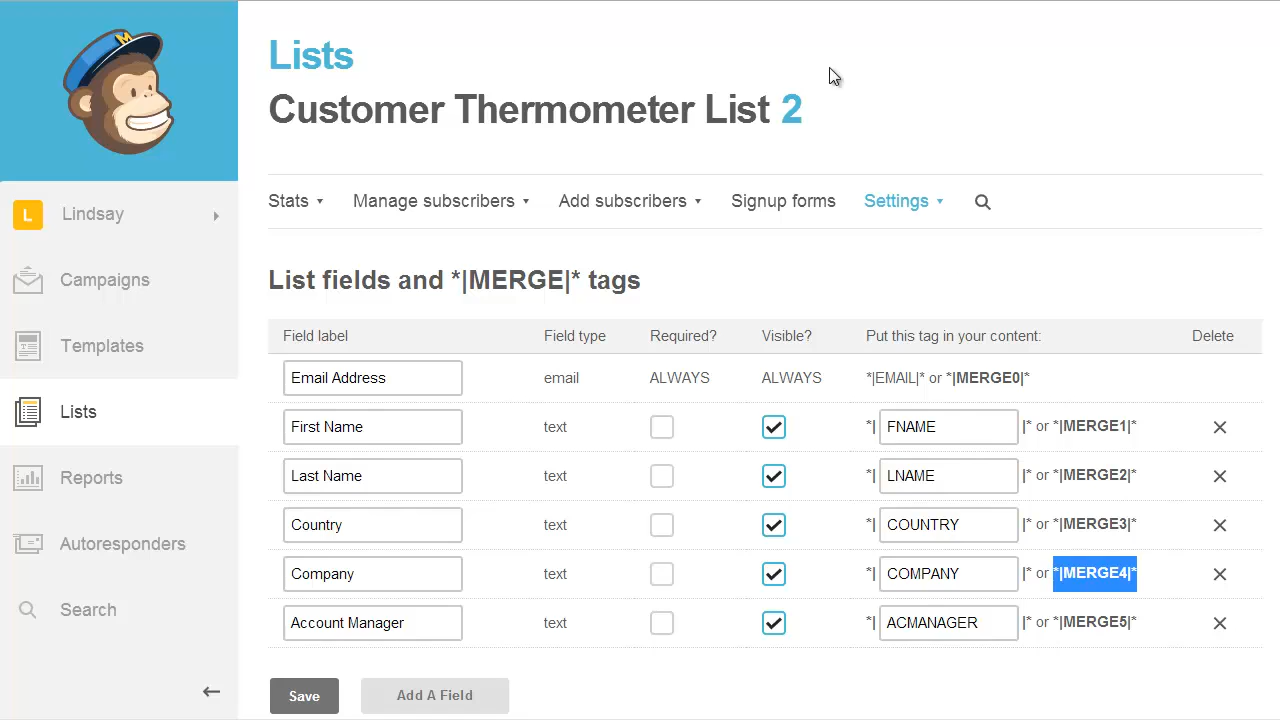 Lists
Customer Thermometer List 2
L Lindsay
Campaigns
Templates
Lists
Reports
Autoresponders
Search
Stats Manage subscribers Add subscribers Signup forms Settings
List fields and *|MERGE|* tags
Field label Field type Required? Visible? Put this tag in your content: Delete
Email Address email ALWAYS ALWAYS *|EMAIL|* or *|MERGE0|*
First Name text *| FNAME |* or *|MERGE1|*
Last Name text *| LNAME |* or *|MERGE2|*
Country text *| COUNTRY |* or *|MERGE3|*
Company text *| COMPANY |* or *|MERGE4|*
Account Manager text *| ACMANAGER |* or *|MERGE5|*
Save Add A Field